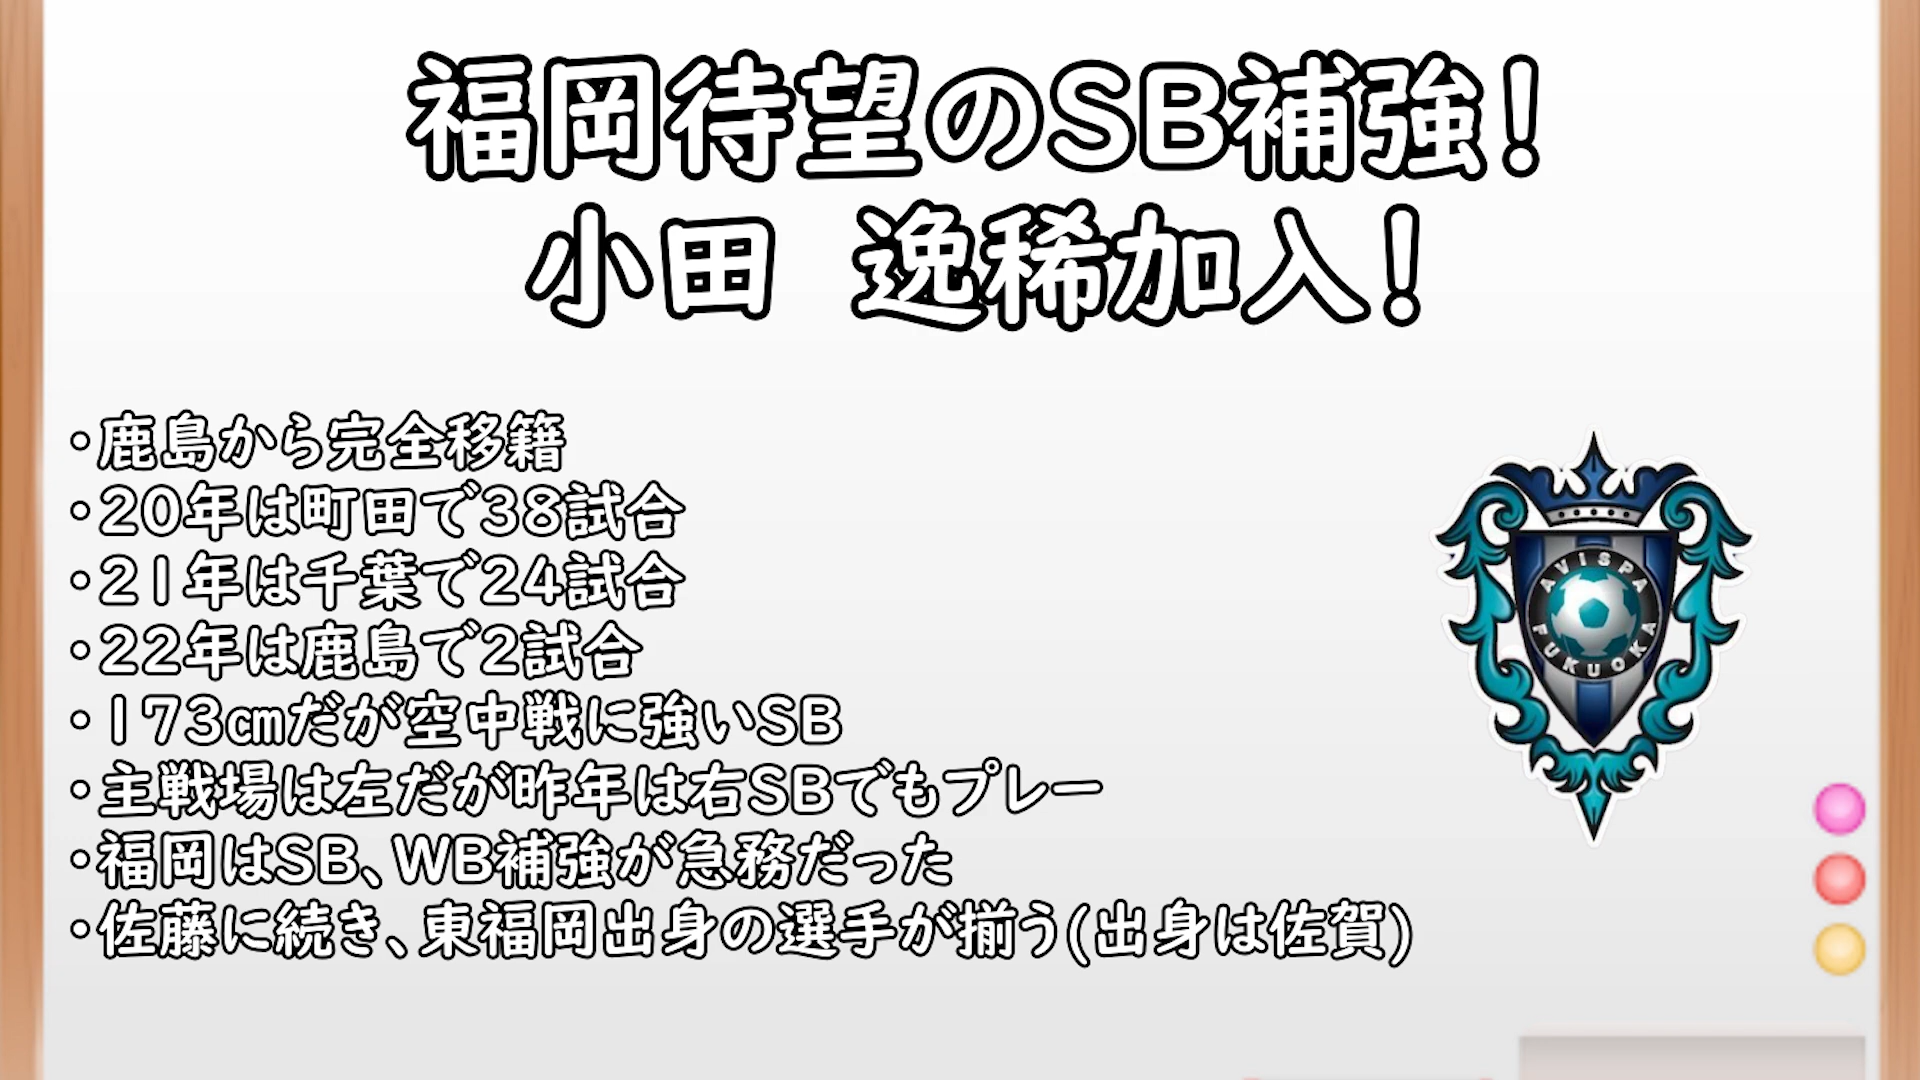 福岡待望のSB補強!
小田 逸稀加入!
・鹿島から完全移籍
・20年は町田で38試合
・21年は千葉で24試合
・22年は鹿島で2試合
・173㎝だが空中戦に強いSB
・主戦場は左だが昨年は右SBでもプレー
・福岡はSB、WB補強が急務だった
・佐藤に続き、東福岡出身の選手が揃う(出身は佐賀)
AVISPA
FUKUOKA